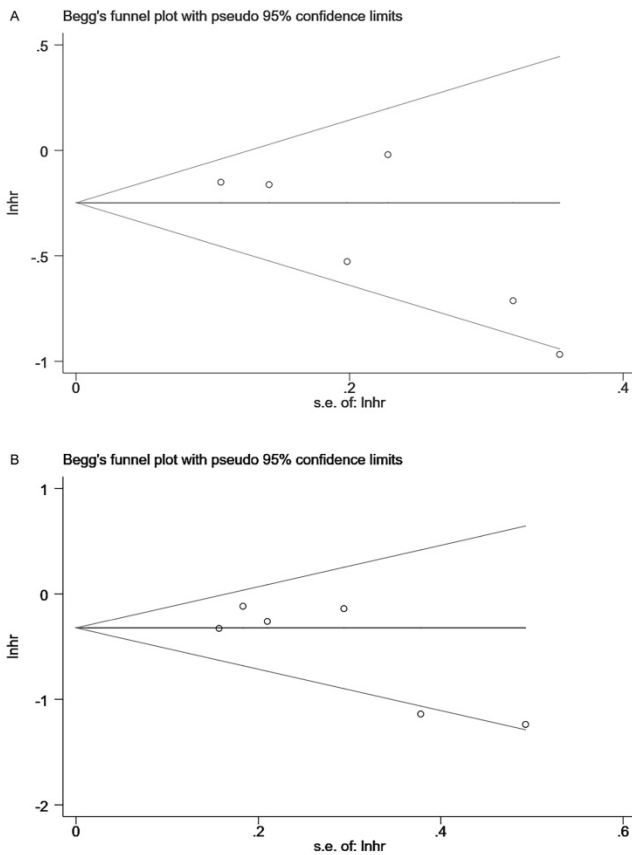 A Begg's funnel plot with pseudo 95% confidence limits
.5
0
-.5
-1
lnhr
0 .2 .4
s.e. of: lnhr
B Begg's funnel plot with pseudo 95% confidence limits
1
0
-1
-2
lnhr
0 .2 .4 .6
s.e. of: lnhr